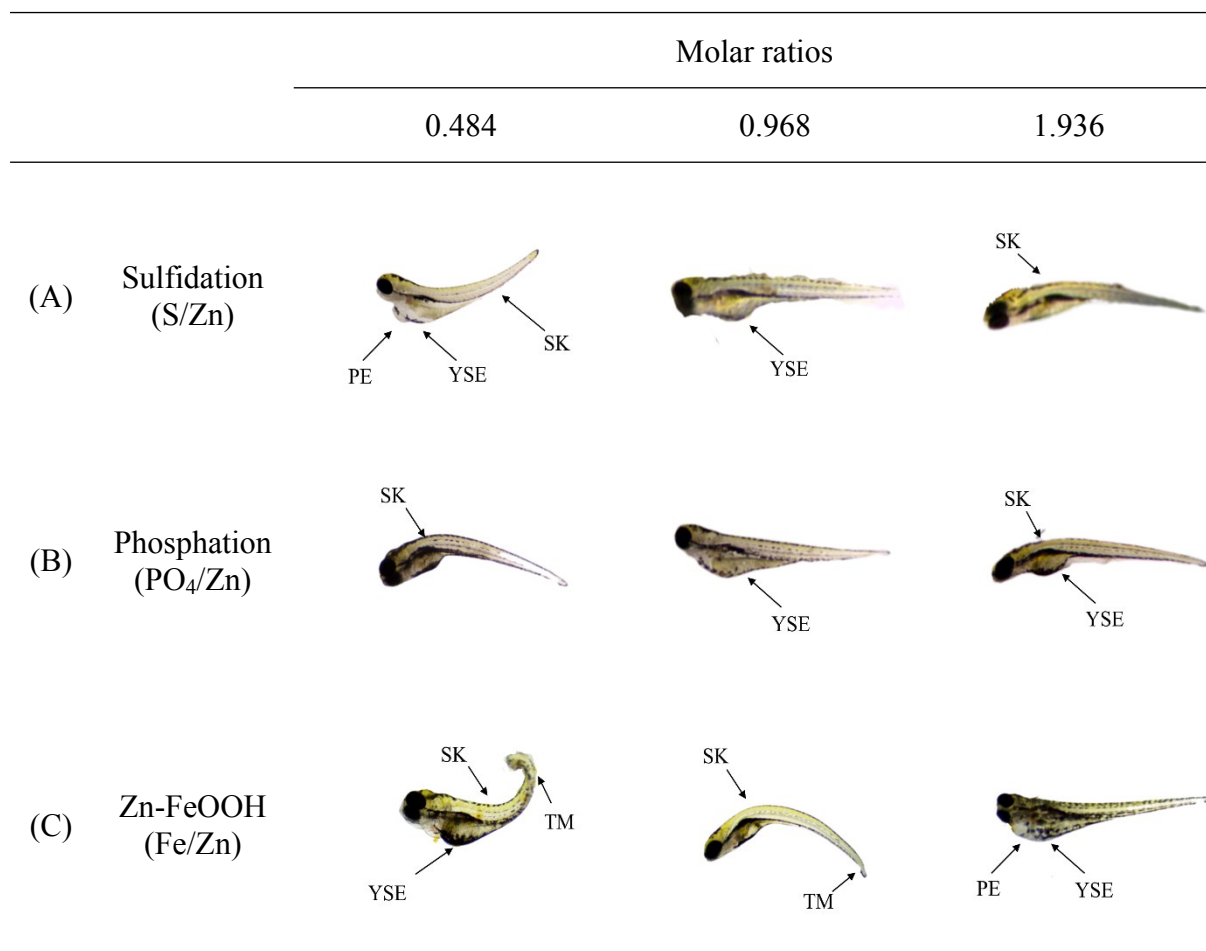 Molar ratios
0.484 0.968 1.936
(A) Sulfidation (S/Zn)
PE YSE SK
YSE
SK
(B) Phosphation (PO₄/Zn)
SK
YSE
SK YSE
(C) Zn-FeOOH (Fe/Zn)
SK TM YSE
SK TM
PE YSE